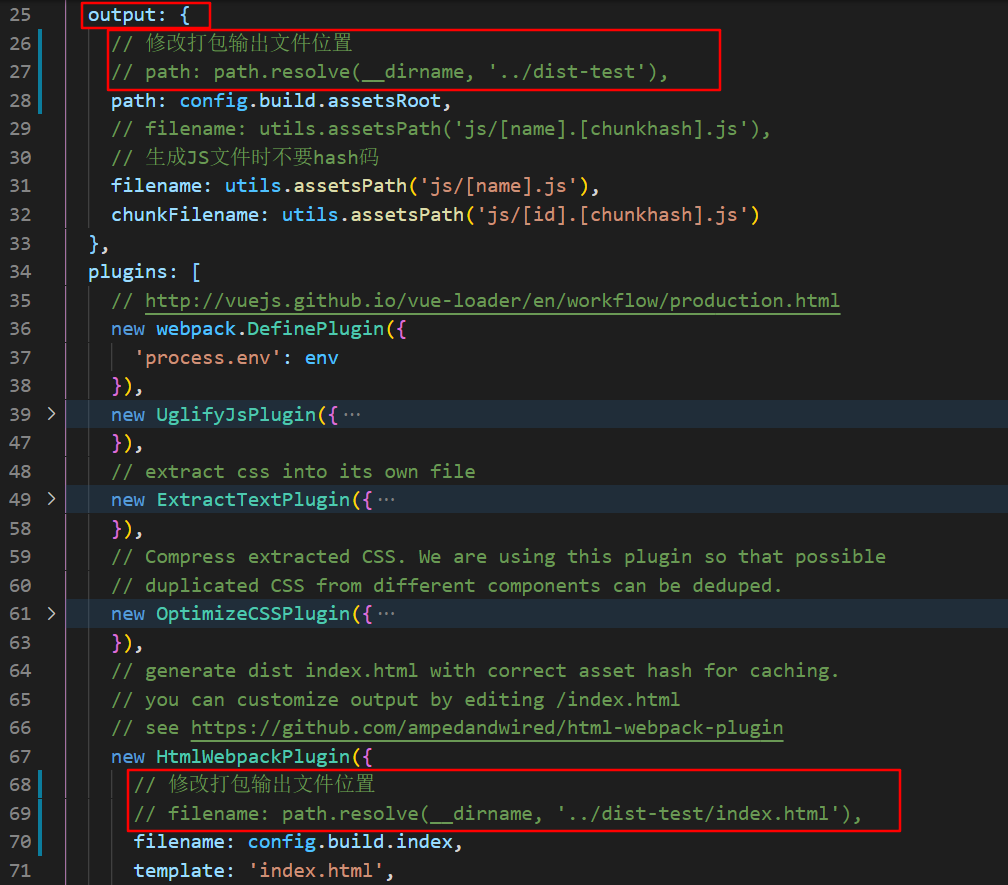 25 output: {
26 // 修改打包输出文件位置
27 // path: path.resolve(__dirname, '../dist-test'),
28 path: config.build.assetsRoot,
29 // filename: utils.assetsPath('js/[name].[chunkhash].js'),
30 // 生成JS文件时不要hash码
31 filename: utils.assetsPath('js/[name].js'),
32 chunkFilename: utils.assetsPath('js/[id].[chunkhash].js')
33 },
34 plugins: [
35 // http://vuejs.github.io/vue-loader/en/workflow/production.html
36 new webpack.DefinePlugin({
37 'process.env': env
38 }),
39 new UglifyJsPlugin({ ···
47 }),
48 // extract css into its own file
49 new ExtractTextPlugin({ ···
58 }),
59 // Compress extracted CSS. We are using this plugin so that possible
60 // duplicated CSS from different components can be deduped.
61 new OptimizeCSSPlugin({ ···
63 }),
64 // generate dist index.html with correct asset hash for caching.
65 // you can customize output by editing /index.html
66 // see https://github.com/ampedandwired/html-webpack-plugin
67 new HtmlWebpackPlugin({
68 // 修改打包输出文件位置
69 // filename: path.resolve(__dirname, '../dist-test/index.html'),
70 filename: config.build.index,
71 template: 'index.html',